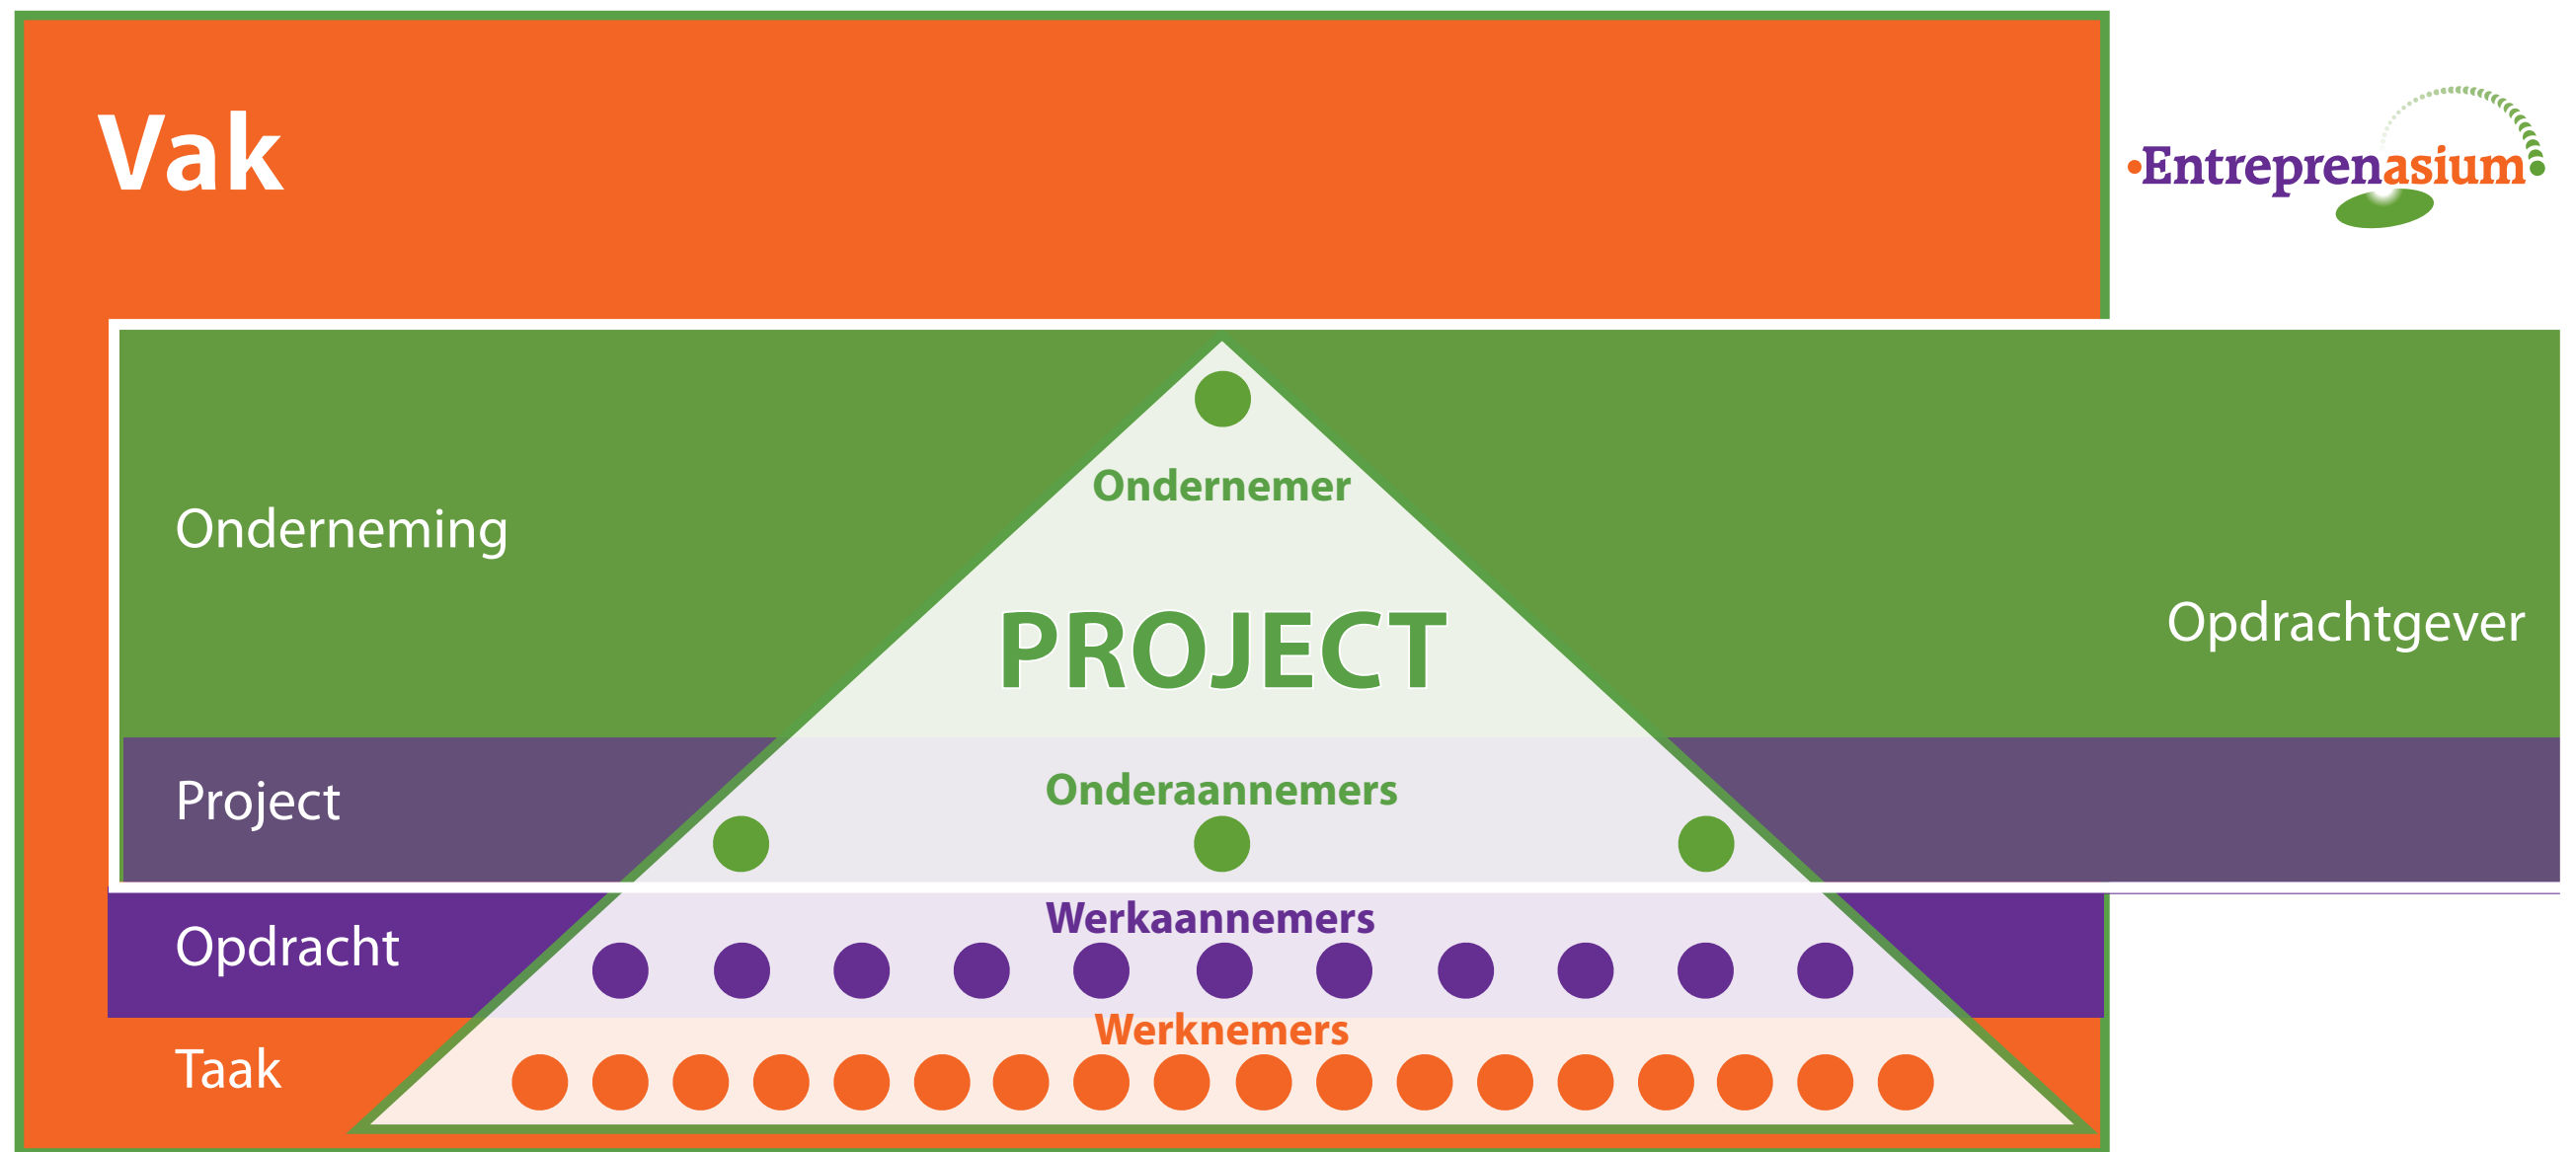 Vak
Entreprenasium
Ondernemer
Onderneming
PROJECT
Opdrachtgever
Onderaannemers
Project
Werkaannemers
Opdracht
Werknemers
Taak